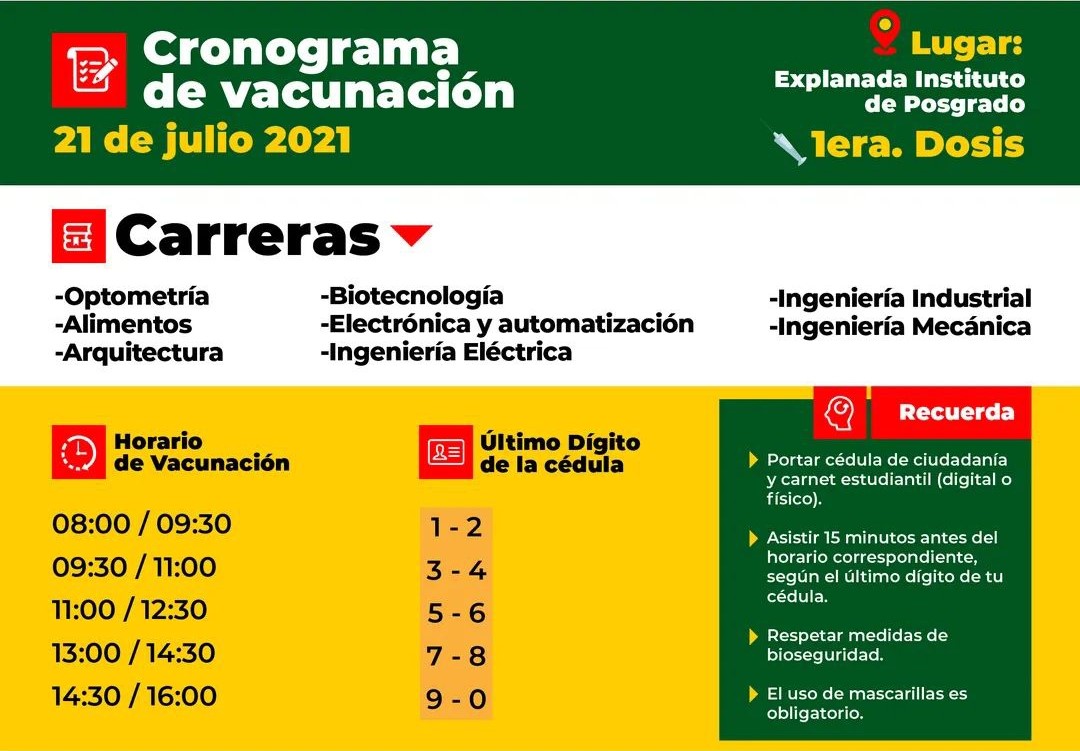 Cronograma
de vacunación
21 de julio 2021
Lugar:
Explanada Instituto
de Posgrado
1era. Dosis
Carreras
-Optometría
-Alimentos
-Arquitectura
-Biotecnología
-Electrónica y automatización
-Ingeniería Eléctrica
-Ingeniería Industrial
-Ingeniería Mecánica
Horario
de Vacunación
08:00 / 09:30
09:30 / 11:00
11:00 / 12:30
13:00 / 14:30
14:30 / 16:00
Último Dígito
de la cédula
1 - 2
3 - 4
5 - 6
7 - 8
9 - 0
Recuerda
Portar cédula de ciudadanía
y carnet estudiantil (digital o
físico).
Asistir 15 minutos antes del
horario correspondiente,
según el último dígito de tu
cédula.
Respetar medidas de
bioseguridad.
El uso de mascarillas es
obligatorio.